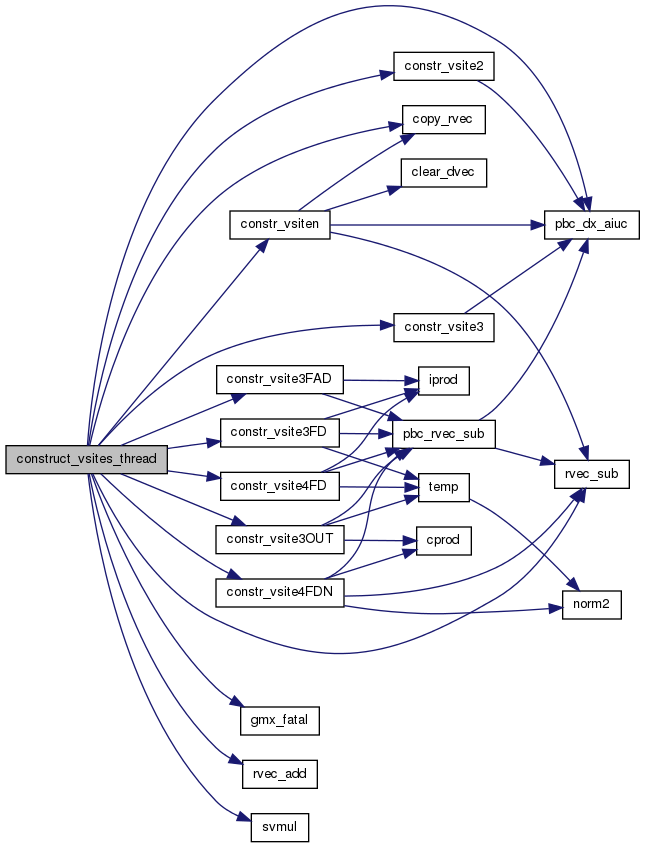 constr_vsite2
copy_rvec
clear_dvec
constr_vsiten
pbc_dx_aiuc
constr_vsite3
constr_vsite3FAD
iprod
constr_vsite3FD
pbc_rvec_sub
construct_vsites_thread
rvec_sub
constr_vsite4FD
temp
constr_vsite3OUT
cprod
constr_vsite4FDN
norm2
gmx_fatal
rvec_add
svmul